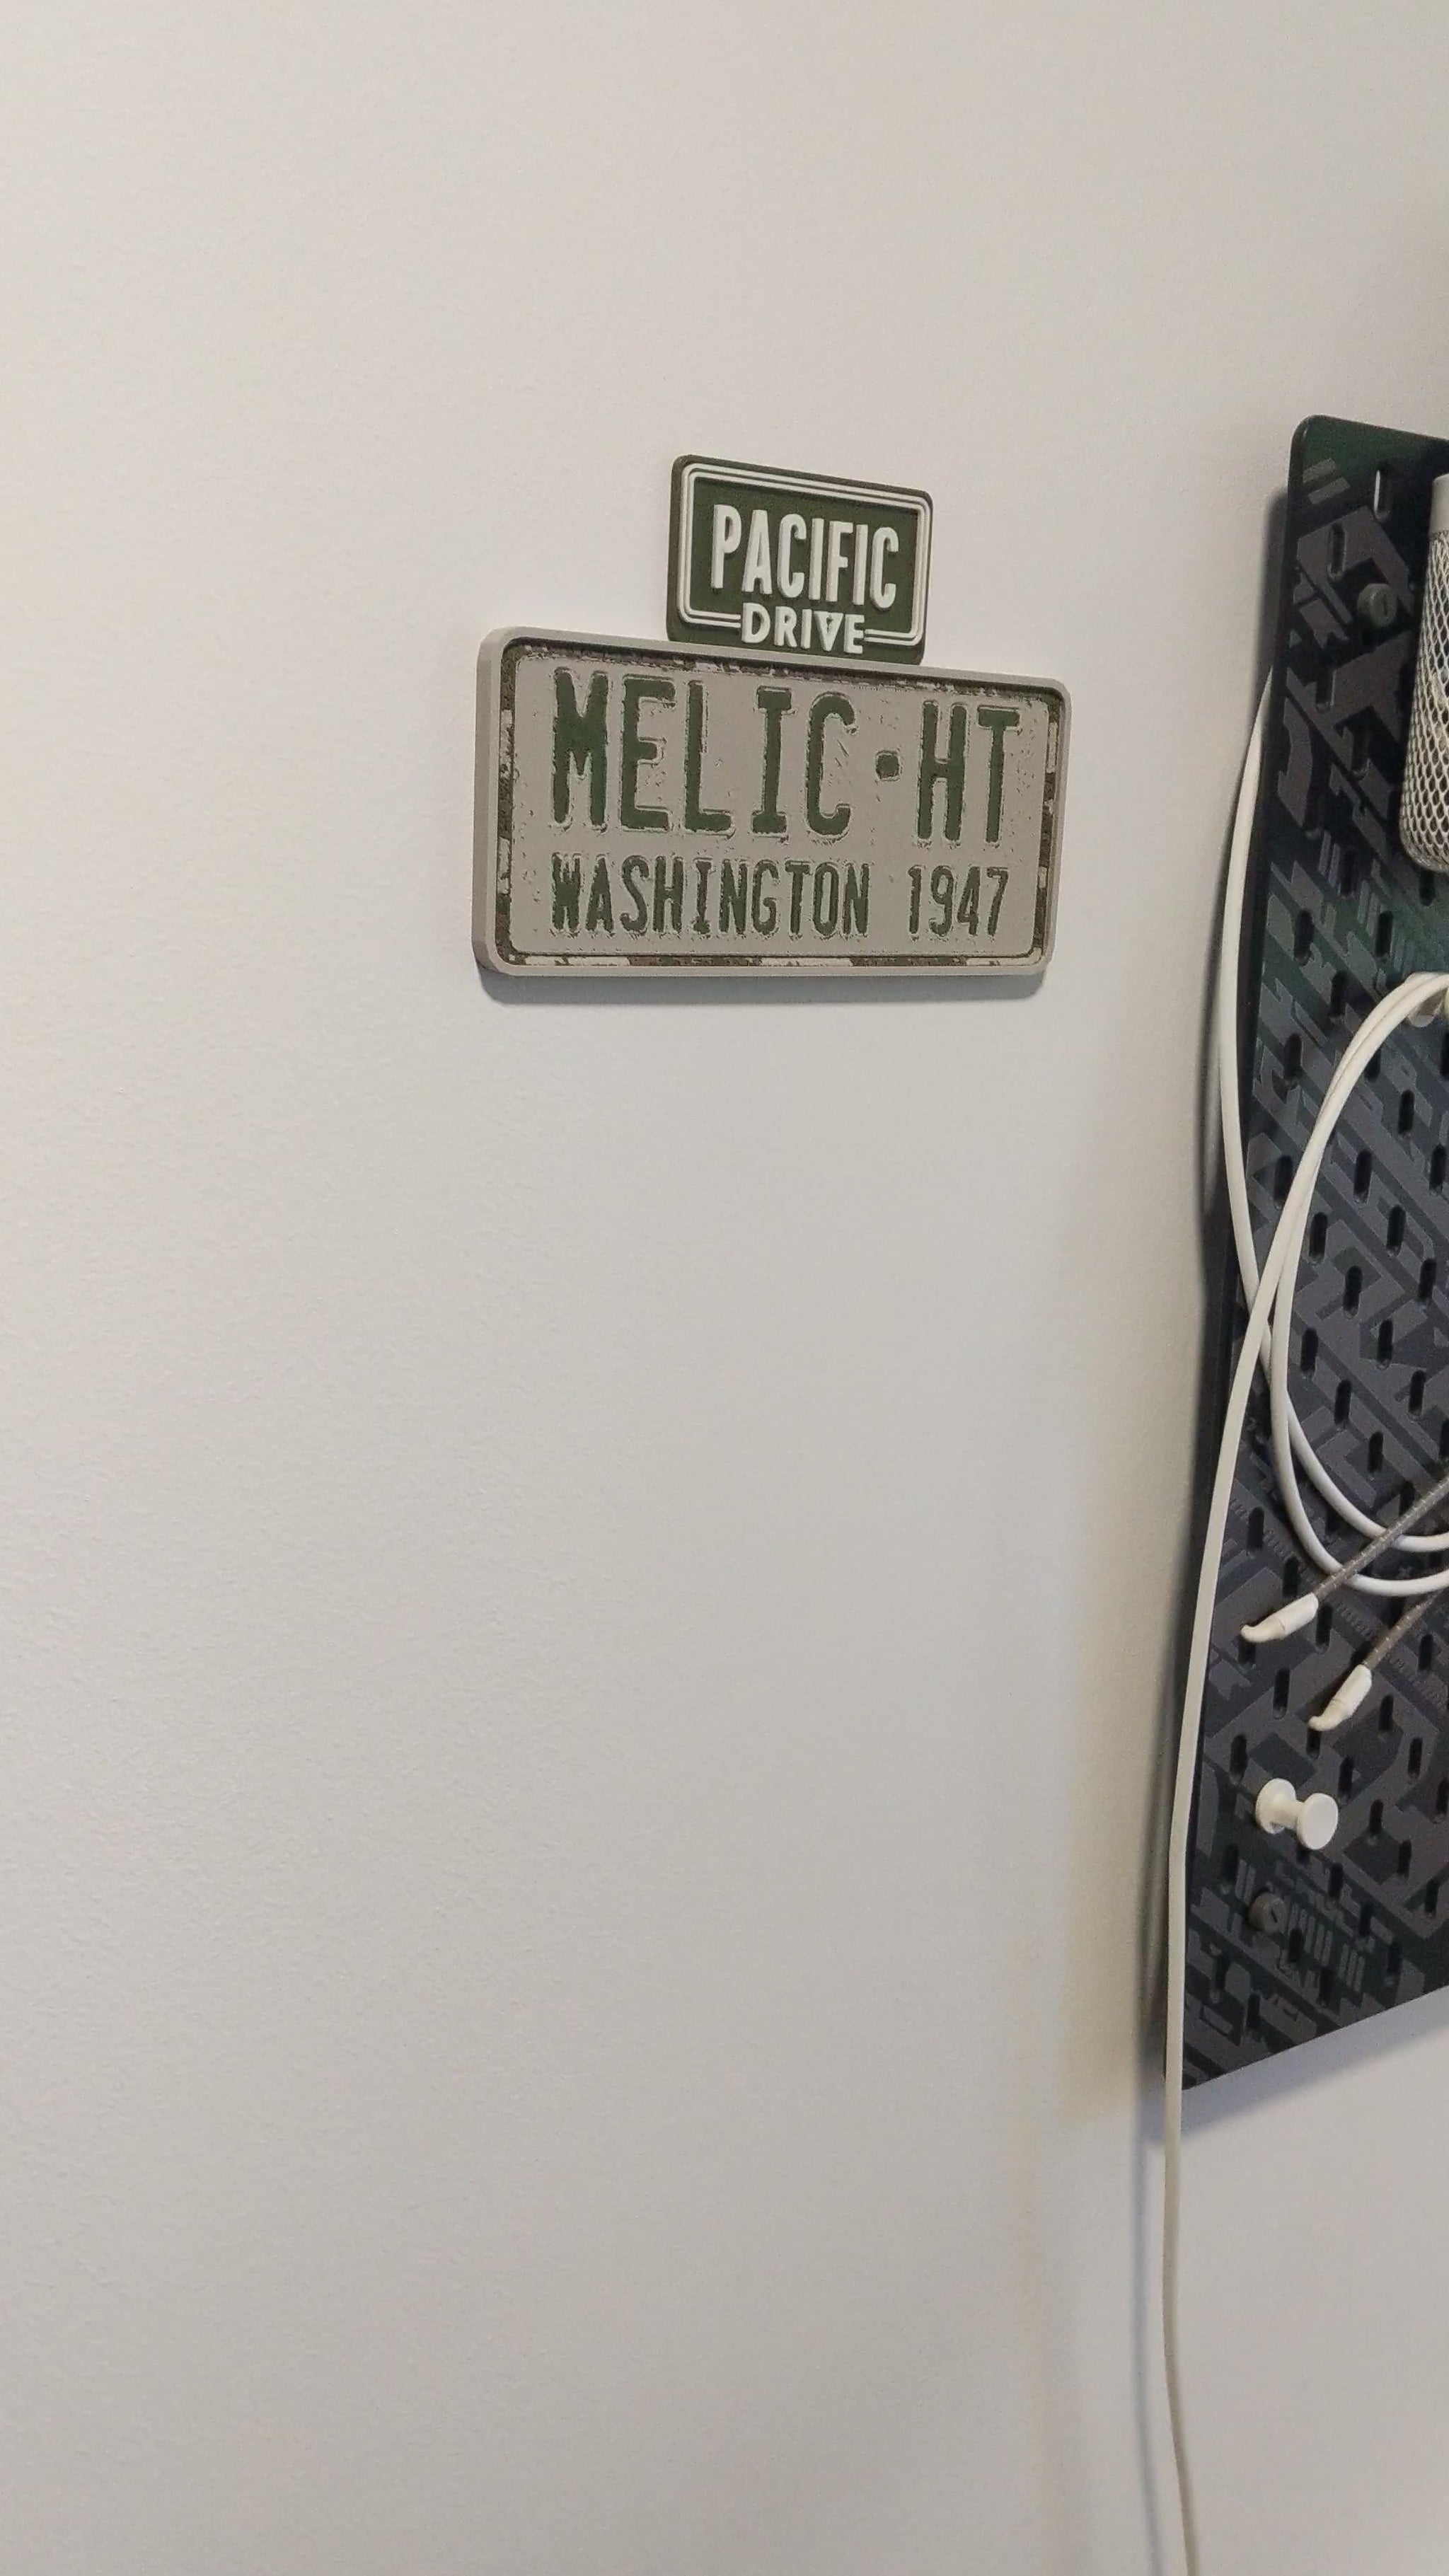 PACIFIC
DRIVE
MELIC·HT
WASHINGTON 1947